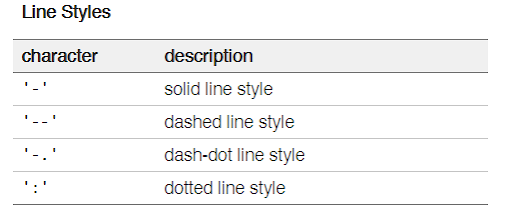 Line Styles
character description
'-' solid line style
'--' dashed line style
'-.' dash-dot line style
':' dotted line style